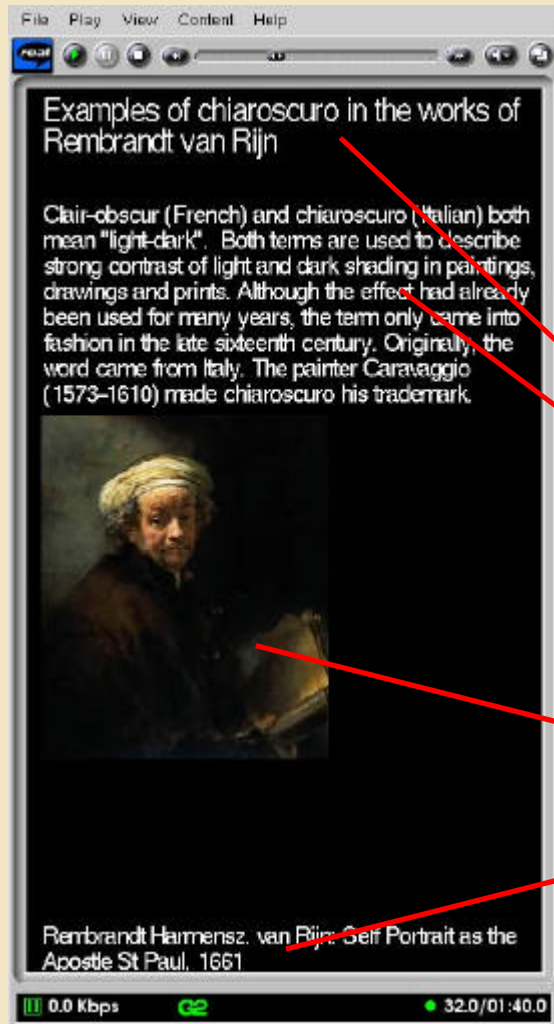 File Play View Content Help
real
Examples of chiaroscuro in the works of
Rembrandt van Rijn
Clair-obscur (French) and chiaroscuro (Italian) both
mean "light-dark". Both terms are used to describe
strong contrast of light and dark shading in paintings,
drawings and prints. Although the effect had already
been used for many years, the term only came into
fashion in the late sixteenth century. Originally, the
word came from Italy. The painter Caravaggio
(1573-1610) made chiaroscuro his trademark.
Rembrandt Harmensz. van Rijn: Self Portrait as the
Apostle St Paul, 1661
0.0 Kbps G2 32.0/01:40.0